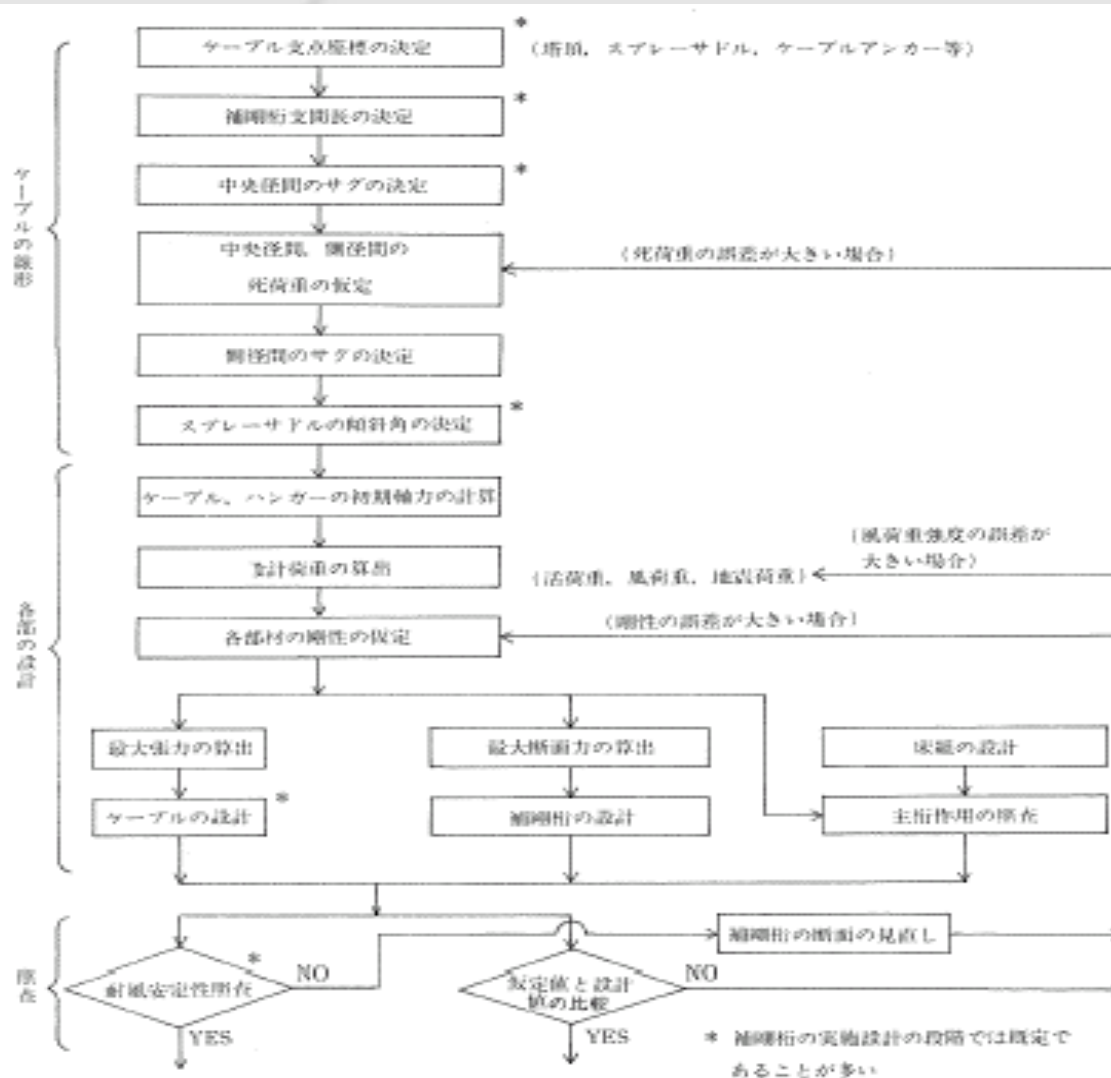 ケーブル支点座標の決定
*
(塔頂, スプレーサドル, ケーブルアンカー等)
補剛桁支間長の決定
*
中央径間のサグの決定
*
中央径間, 側径間の
死荷重の仮定
(死荷重の誤差が大きい場合)
側径間のサグの決定
スプレーサドルの傾斜角の決定
*
ケーブルの線形
ケーブル, ハンガーの初期軸力の計算
設計荷重の算出
(活荷重, 風荷重, 地震荷重)
(風荷重強度の誤差が
大きい場合)
各部材の剛性の仮定
(剛性の誤差が大きい場合)
各部の設計
最大張力の算出
最大断面力の算出
床組の設計
ケーブルの設計
*
補剛桁の設計
主桁作用の照査
補剛桁の断面の見直し
照査
耐風安定性照査
*
NO
YES
仮定値と設計
値の比較
NO
YES
* 補剛桁の実施設計の段階では既定で
あることが多い